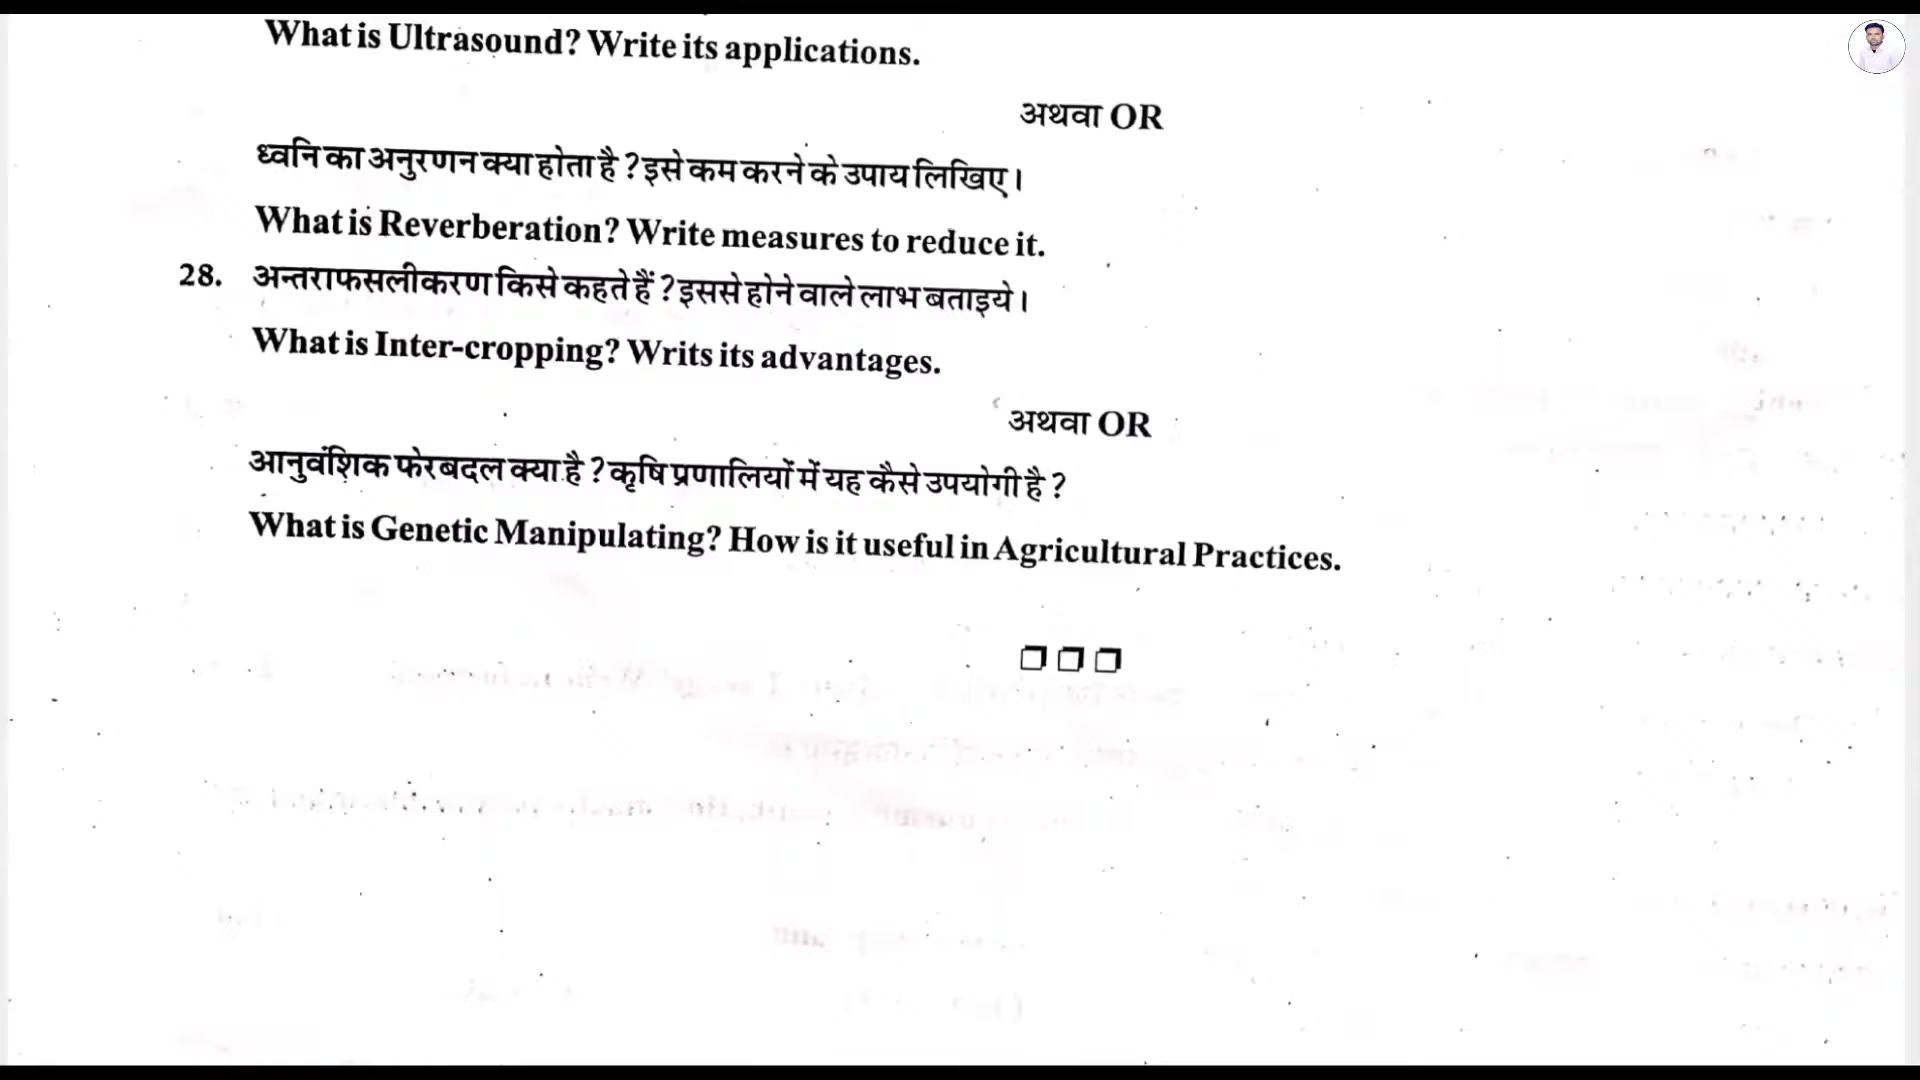 What is Ultrasound? Write its applications.
अथवा OR
ध्वनि का अनुरणन क्या होता है ? इसे कम करने के उपाय लिखिए।
What is Reverberation? Write measures to reduce it.
28. अन्तराफसलीकरण किसे कहते हैं ? इससे होने वाले लाभ बताइये।
What is Inter-cropping? Writs its advantages.
अथवा OR
आनुवंशिक फेरबदल क्या है ? कृषि प्रणालियों में यह कैसे उपयोगी है ?
What is Genetic Manipulating? How is it useful in Agricultural Practices.